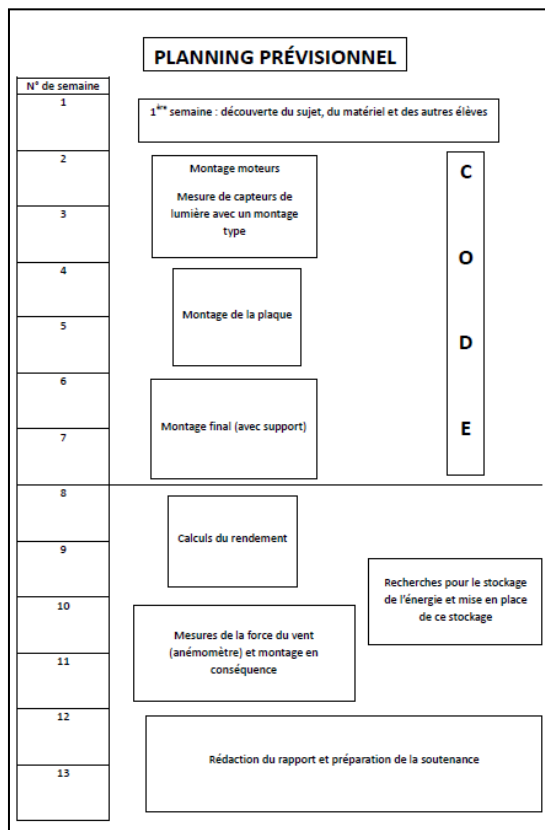 PLANNING PRÉVISIONNEL
N° de semaine
1
1ère semaine : découverte du sujet, du matériel et des autres élèves
2
Montage moteurs
Mesure de capteurs de
lumière avec un montage
type
3
C
O
D
E
4
Montage de la plaque
5
6
Montage final (avec support)
7
8
Calculs du rendement
9
Recherches pour le stockage
de l'énergie et mise en place
de ce stockage
10
Mesures de la force du vent
(anémomètre) et montage en
conséquence
11
12
Rédaction du rapport et préparation de la soutenance
13